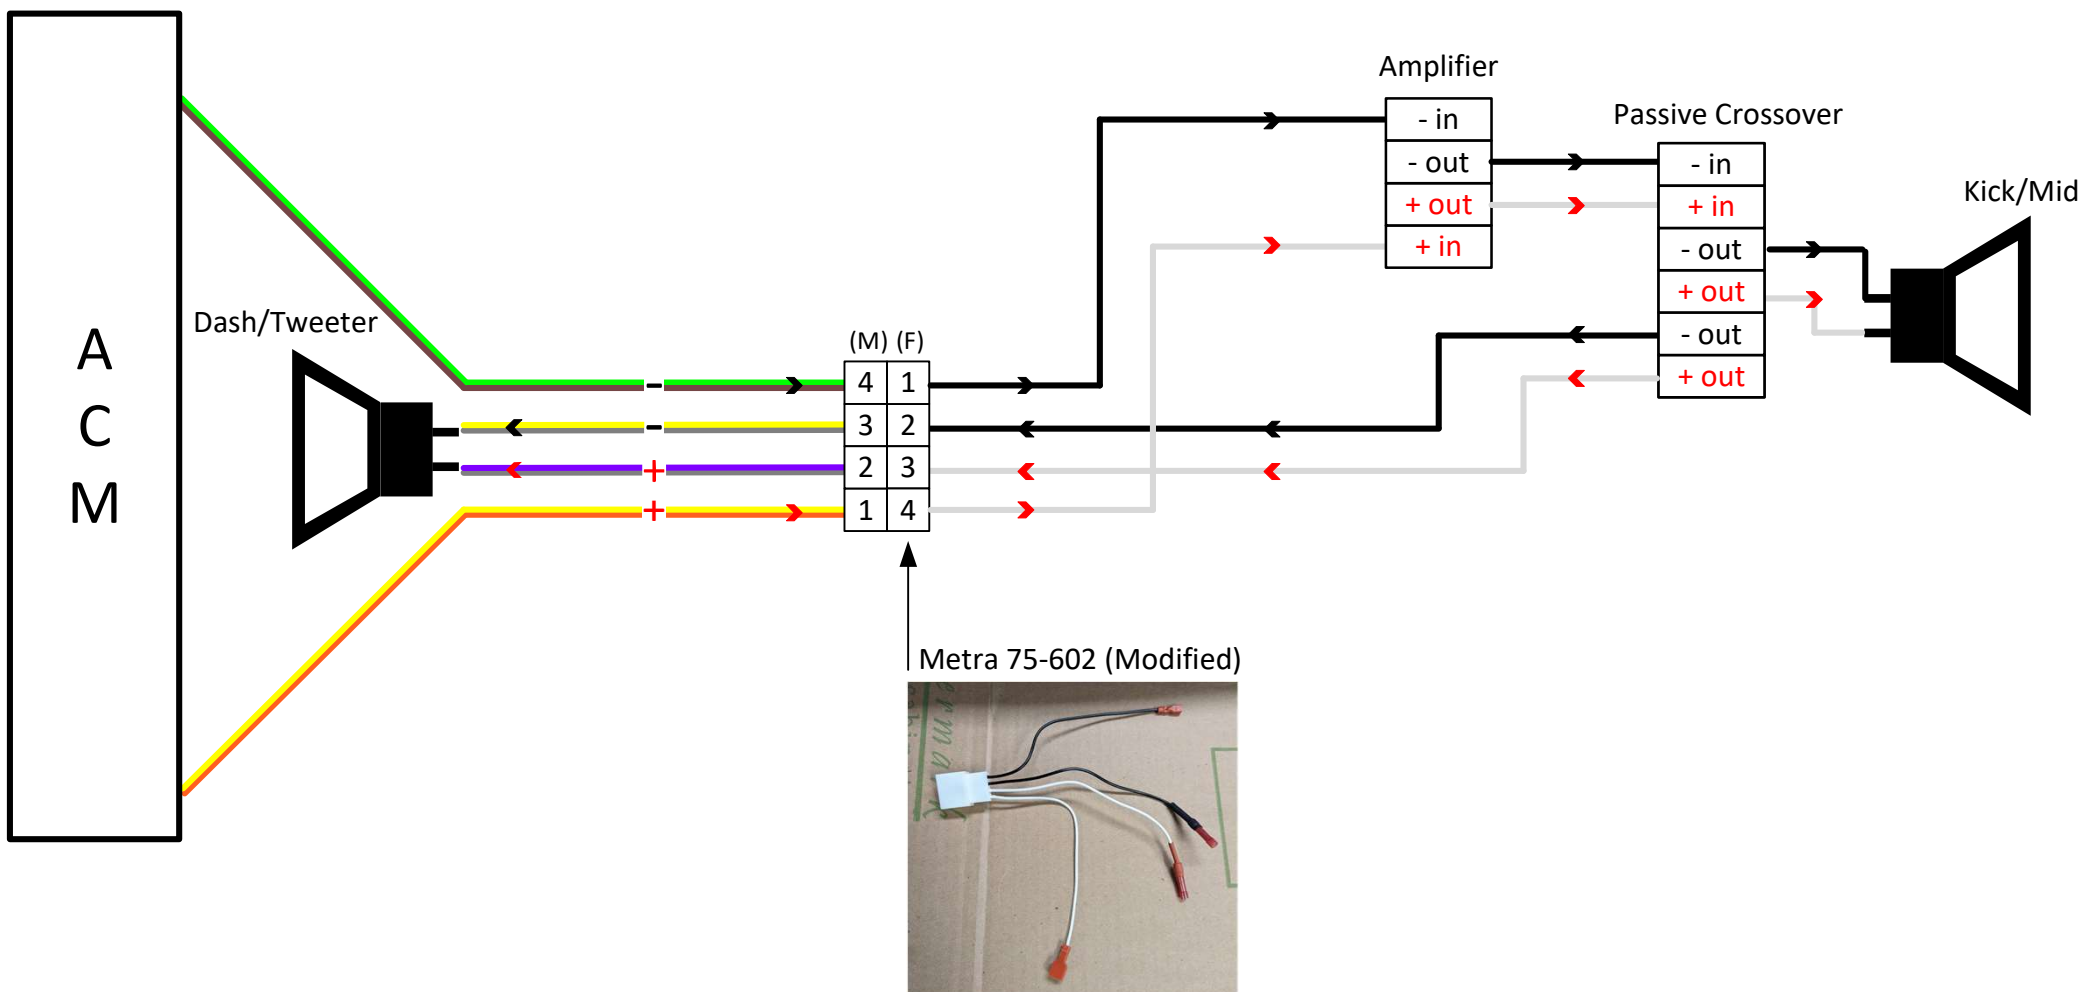 Amplifier
- in
- out
+ out
+ in
Passive Crossover
- in
+ in
- out
+ out
- out
+ out
Kick/Mid
A
C
M
Dash/Tweeter
(M) (F)
- 4 1
- 3 2
+ 2 3
+ 1 4
Metra 75-602 (Modified)